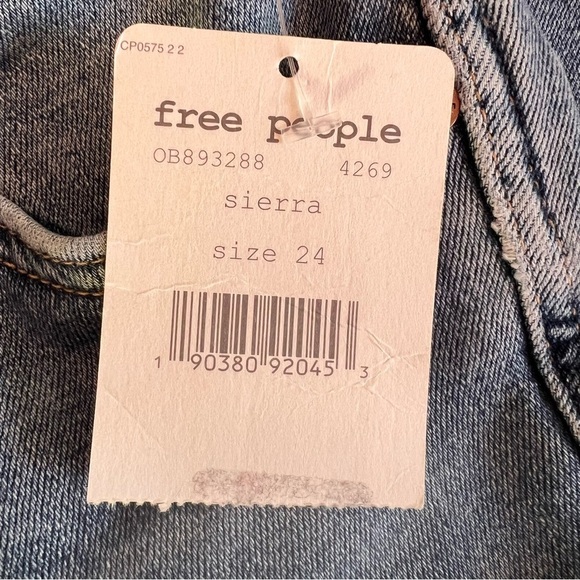 CP0575 2 2
free people
OB893288 4269
sierra
size 24
1 90380 92045 3